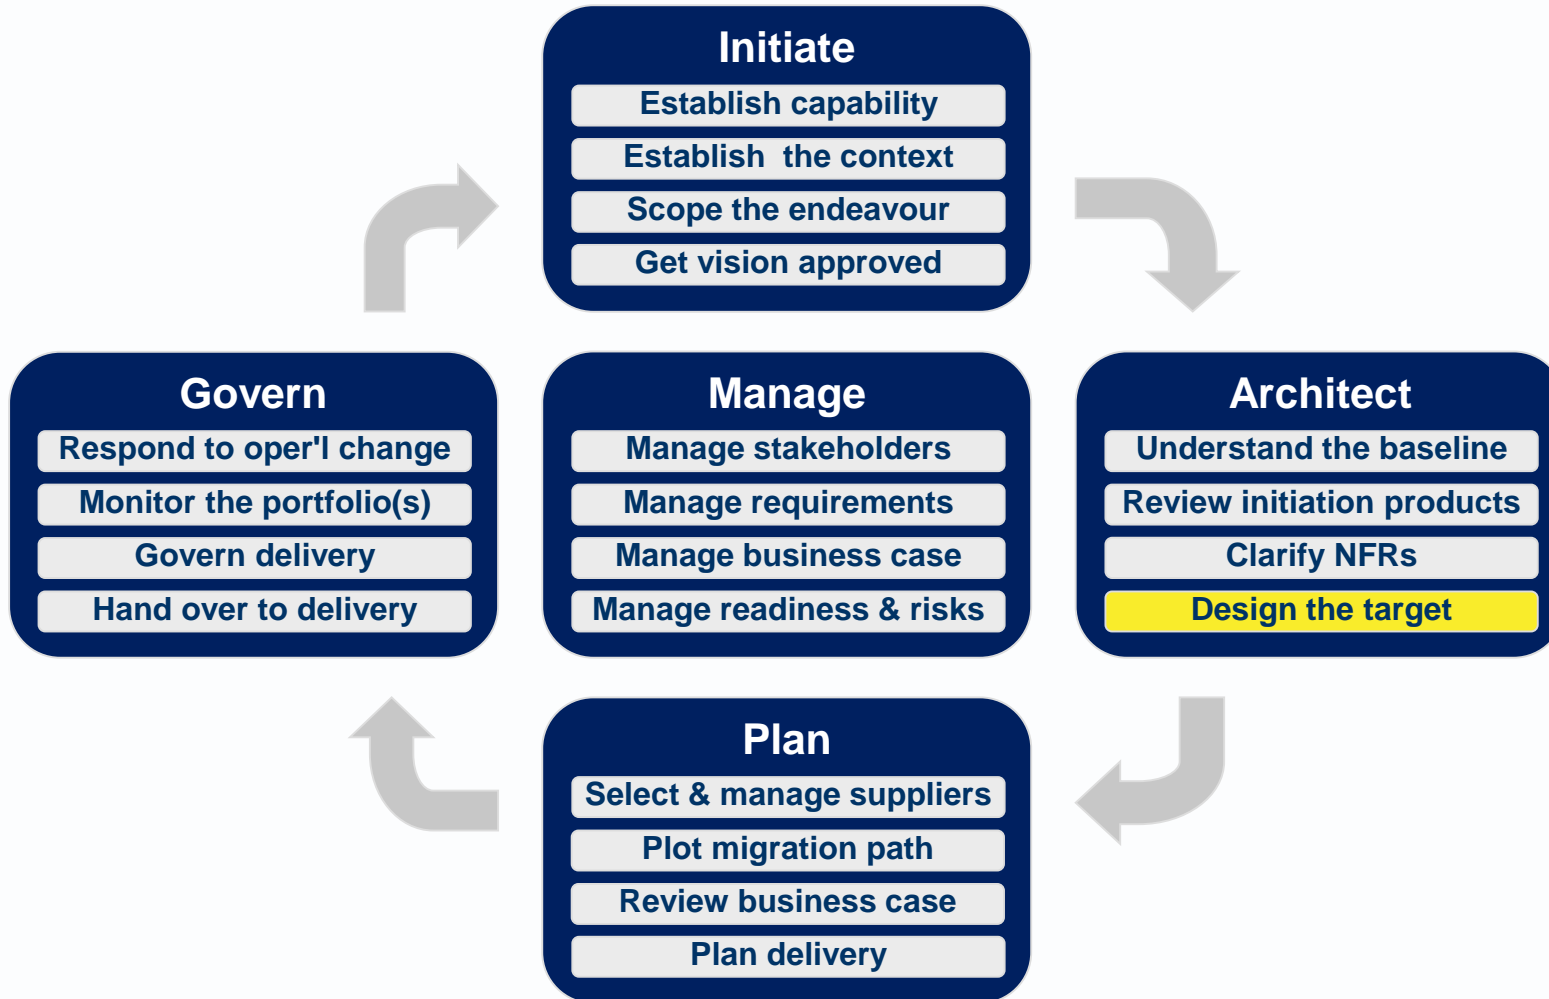 Initiate
Establish capability
Establish  the context
Scope the endeavour
Get vision approved
Govern
Respond to oper'l change
Monitor the portfolio(s)
Govern delivery
Hand over to delivery
Manage
Manage stakeholders
Manage requirements
Manage business case
Manage readiness & risks
Architect
Understand the baseline
Review initiation products
Clarify NFRs
Design the target
Plan
Select & manage suppliers
Plot migration path
Review business case
Plan delivery